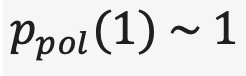 p_pol(1) ~ 1